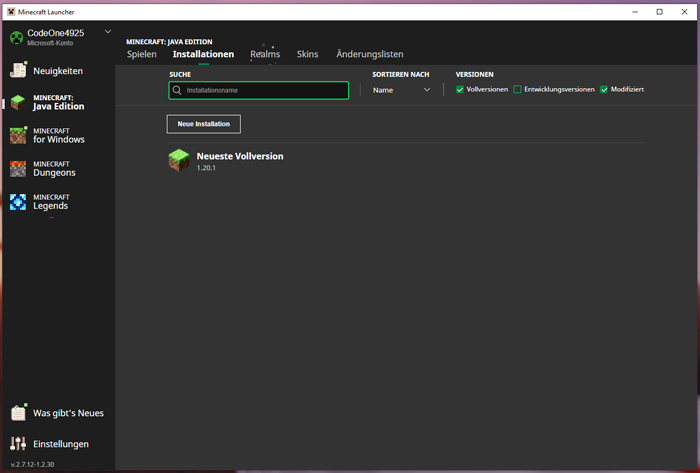 Minecraft Launcher
CodeOne4925
Microsoft-Konto
Neuigkeiten
MINECRAFT:
Java Edition
MINECRAFT
for Windows
MINECRAFT
Dungeons
MINECRAFT
Legends
Was gibt's Neues
Einstellungen
v.2.7.12-1.2.30
MINECRAFT: JAVA EDITION
Spielen Installationen Realms Skins Änderungslisten
SUCHE SORTIEREN NACH VERSIONEN
Installationsname Name Vollversionen Entwicklungsversionen Modifiziert
Neue Installation
Neueste Vollversion
1.20.1